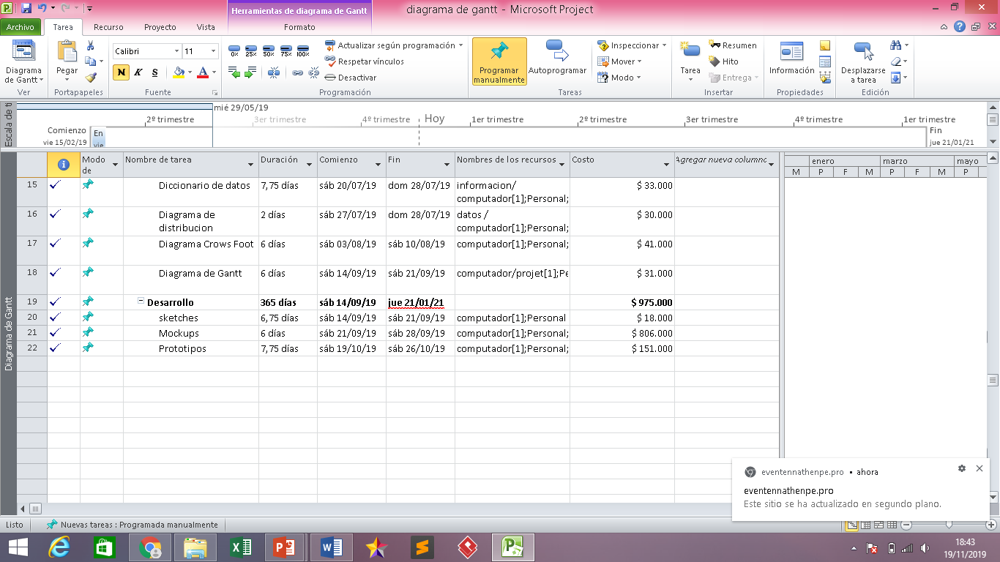 Herramientas de diagrama de Gantt
diagrama de gantt - Microsoft Project
Archivo Tarea Recurso Proyecto Vista Formato
Diagrama de Gantt
Ver
Pegar
Portapapeles
Calibri 11
N K S
Fuente
0% 25% 50% 75% 100%
Actualizar según programación
Respetar vínculos
Desactivar
Programación
Programar manualmente
Autoprogramar
Inspeccionar
Mover
Modo
Tareas
Tarea
Resumen
Hito
Entrega
Insertar
Información
Propiedades
Desplazarse a tarea
Edición
Escala de ti
mié 29/05/19
2º trimestre 3er trimestre 4º trimestre Hoy 1er trimestre 2º trimestre 3er trimestre 4º trimestre 1er trimestre
Comienzo
vie 15/02/19
En
vie
Fin
jue 21/01/21
Modo de Nombre de tarea Duración Comienzo Fin Nombres de los recursos Costo Agregar nueva columna
enero marzo mayo
M P F M P F M P
15 Diccionario de datos 7,75 días sáb 20/07/19 dom 28/07/19 informacion/ $ 33.000
computador[1];Personal;
16 Diagrama de 2 días sáb 27/07/19 dom 28/07/19 datos / $ 30.000
distribucion computador[1];Personal;
17 Diagrama Crows Foot 6 días sáb 03/08/19 sáb 10/08/19 computador[1];Personal; $ 41.000
18 Diagrama de Gantt 6 días sáb 14/09/19 sáb 21/09/19 computador/projet[1];Pe $ 31.000
19 Desarrollo 365 días sáb 14/09/19 jue 21/01/21 $ 975.000
20 sketches 6,75 días sáb 14/09/19 sáb 21/09/19 computador[1];Personal $ 18.000
21 Mockups 6 días sáb 21/09/19 sáb 28/09/19 computador[1];Personal; $ 806.000
22 Prototipos 7,75 días sáb 19/10/19 sáb 26/10/19 computador[1];Personal; $ 151.000
Diagrama de Gantt
eventennathenpe.pro • ahora
eventennathenpe.pro
Este sitio se ha actualizado en segundo plano.
Listo Nuevas tareas : Programada manualmente
18:43
19/11/2019